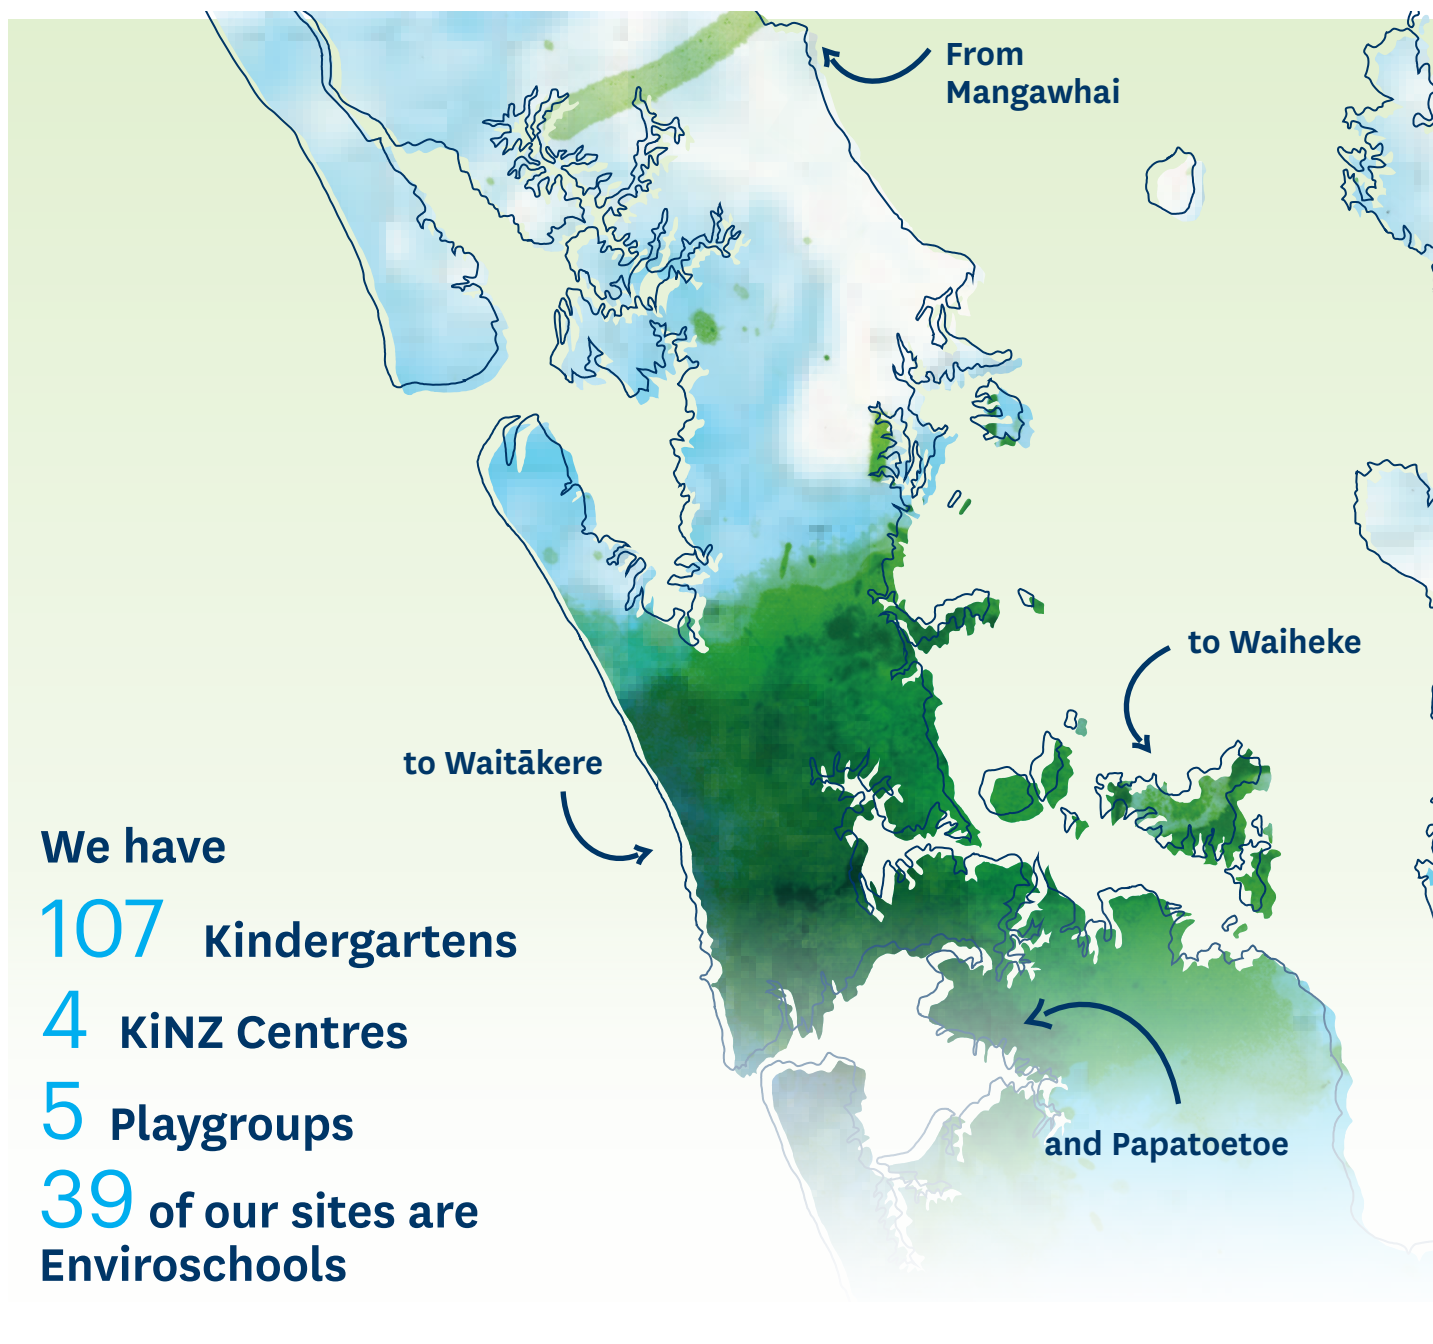 From
Mangawhai
to Waiheke
to Waitākere
We have
107 Kindergartens
4 KiNZ Centres
5 Playgroups
39 of our sites are
Enviroschools
and Papatoetoe